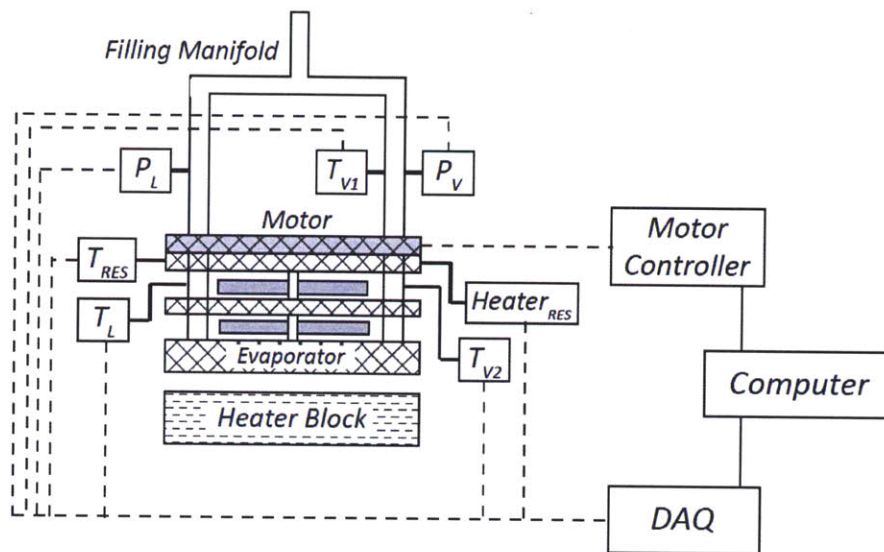 Filling Manifold
P_L
T_V1
P_V
Motor
Motor
Controller
T_RES
Heater_RES
T_L
Evaporator
T_V2
Computer
Heater Block
DAQ